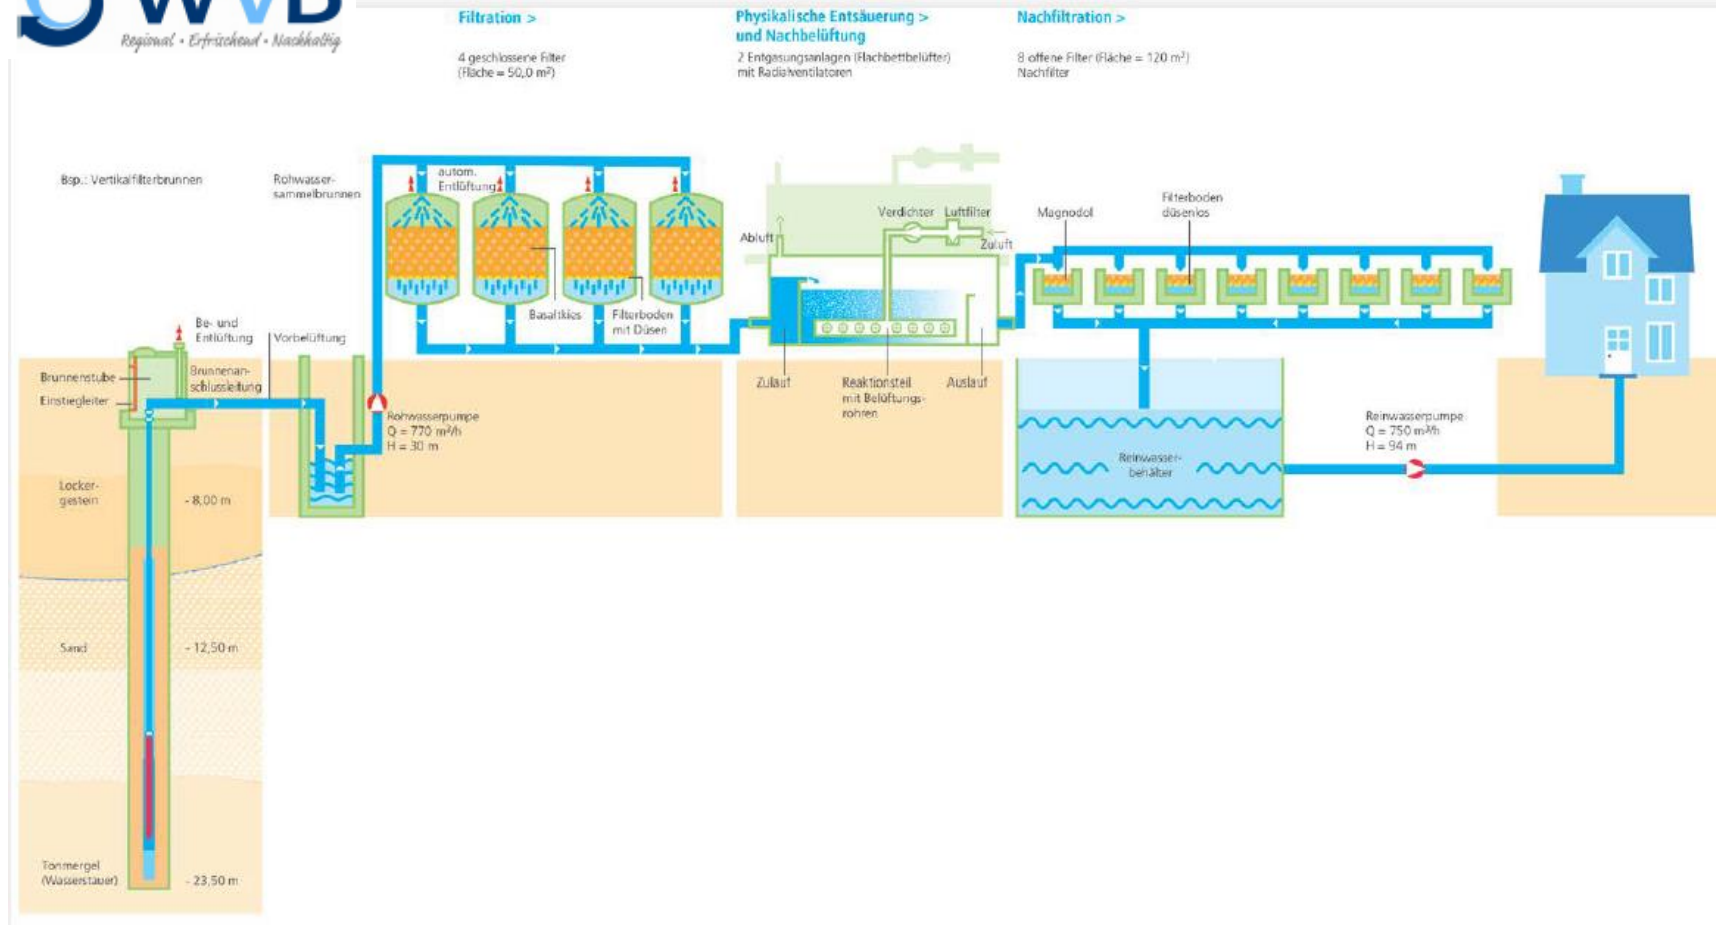 WVB
Regional • Erfrischend • Nachhaltig
Filtration >
4 geschlossene Filter
(Fläche = 50,0 m²)
Physikalische Entsäuerung >
und Nachbelüftung
2 Entgasungsanlagen (Flachbettbelüfter)
mit Radialventilatoren
Nachfiltration >
8 offene Filter (Fläche = 120 m²)
Nachfilter
Bsp.: Vertikalfilterbrunnen
Rohwasser-
sammelbrunnen
autom.
Entlüftung
Basaltkies
Filterboden
mit Düsen
Abluft
Verdichter
Luftfilter
Zuluft
Magnodol
Filterboden
düsenlos
Be- und
Entlüftung
Vorbelüftung
Brunnenstube
Einstiegleiter
Brunnenan-
schlussleitung
Rohwasserpumpe
Q = 770 m³/h
H = 30 m
Zulauf
Reaktionsteil
mit Belüftungs-
rohren
Auslauf
Reinwasser-
behälter
Reinwasserpumpe
Q = 750 m³/h
H = 94 m
Locker-
gestein
- 8,00 m
Sand
- 12,50 m
Tonmergel
(Wasserstauer)
- 23,50 m